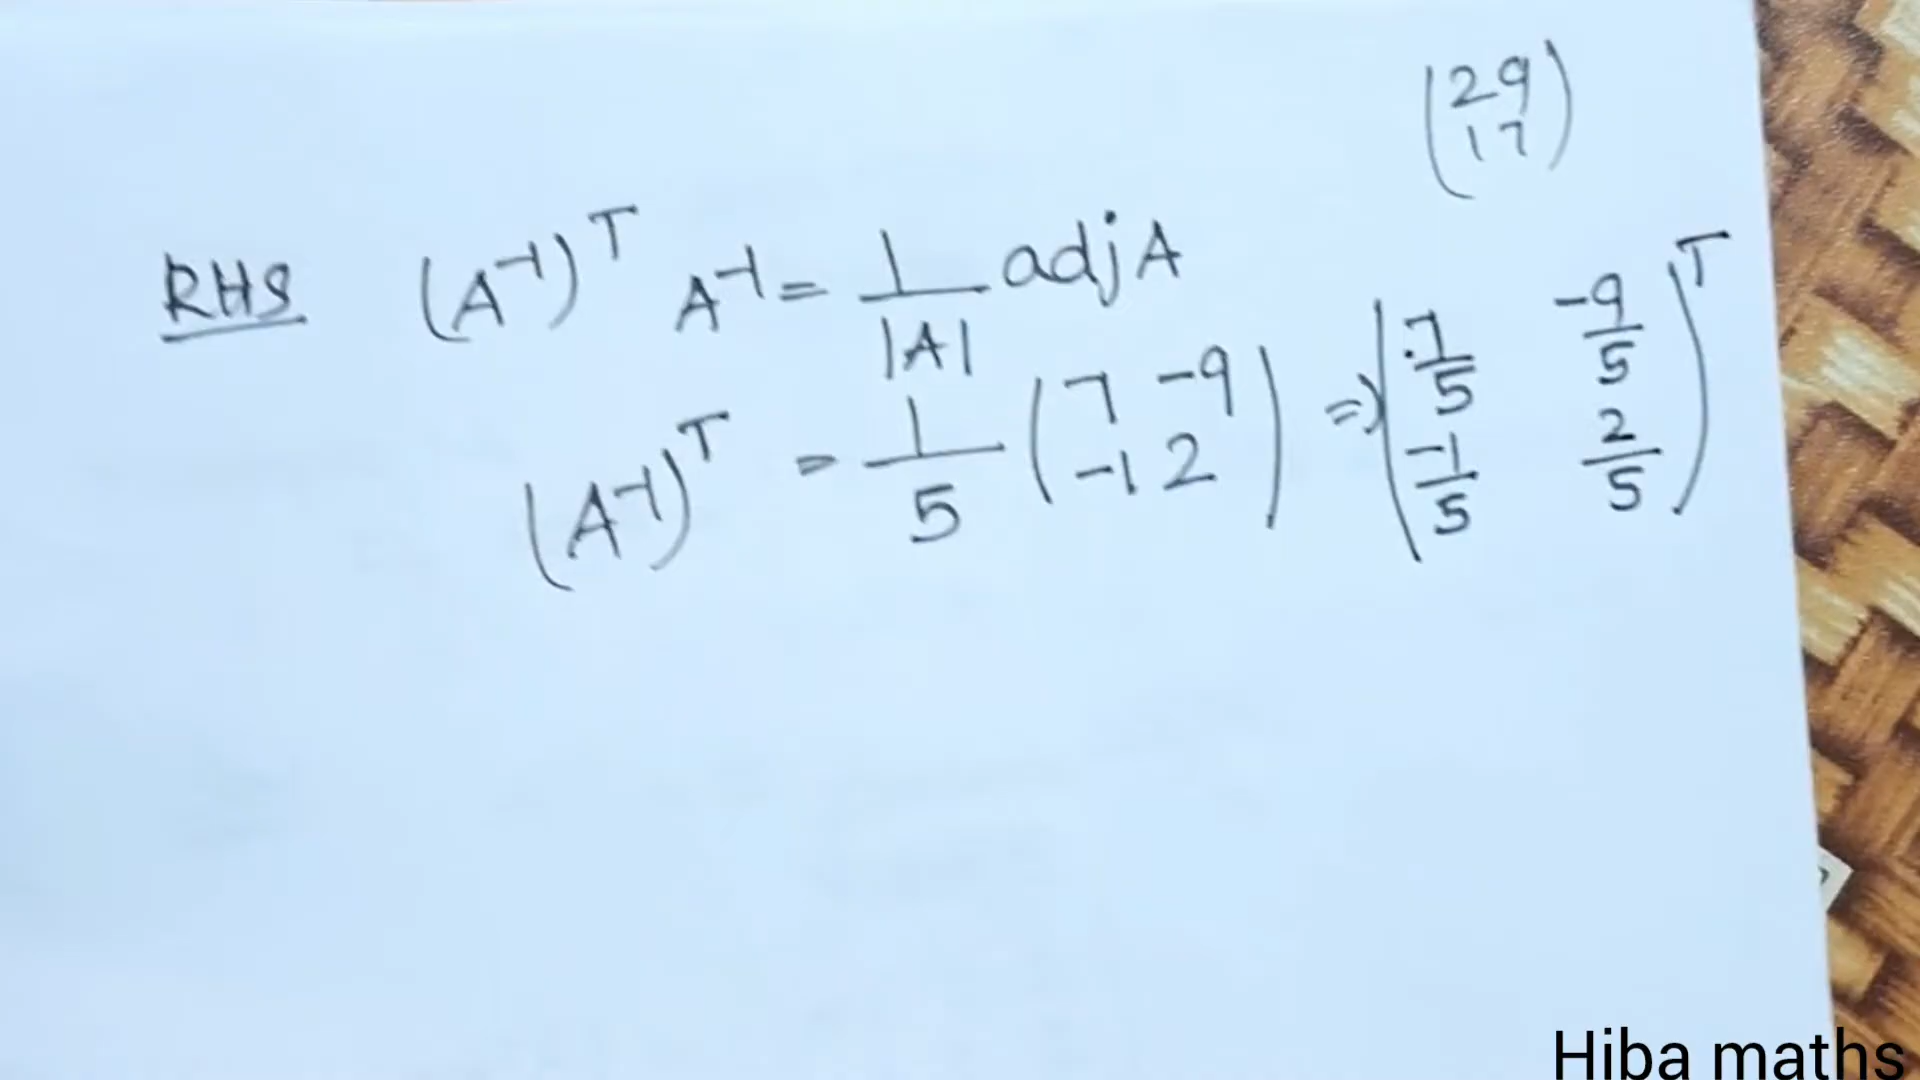 (2 9
1 7)
RHS (A⁻¹)ᵀ A⁻¹ = 1/|A| adj A
(A⁻¹)ᵀ = 1/5 (7 -9
-1 2) ⇒ (7/5 -9/5
-1/5 2/5)ᵀ
Hiba maths